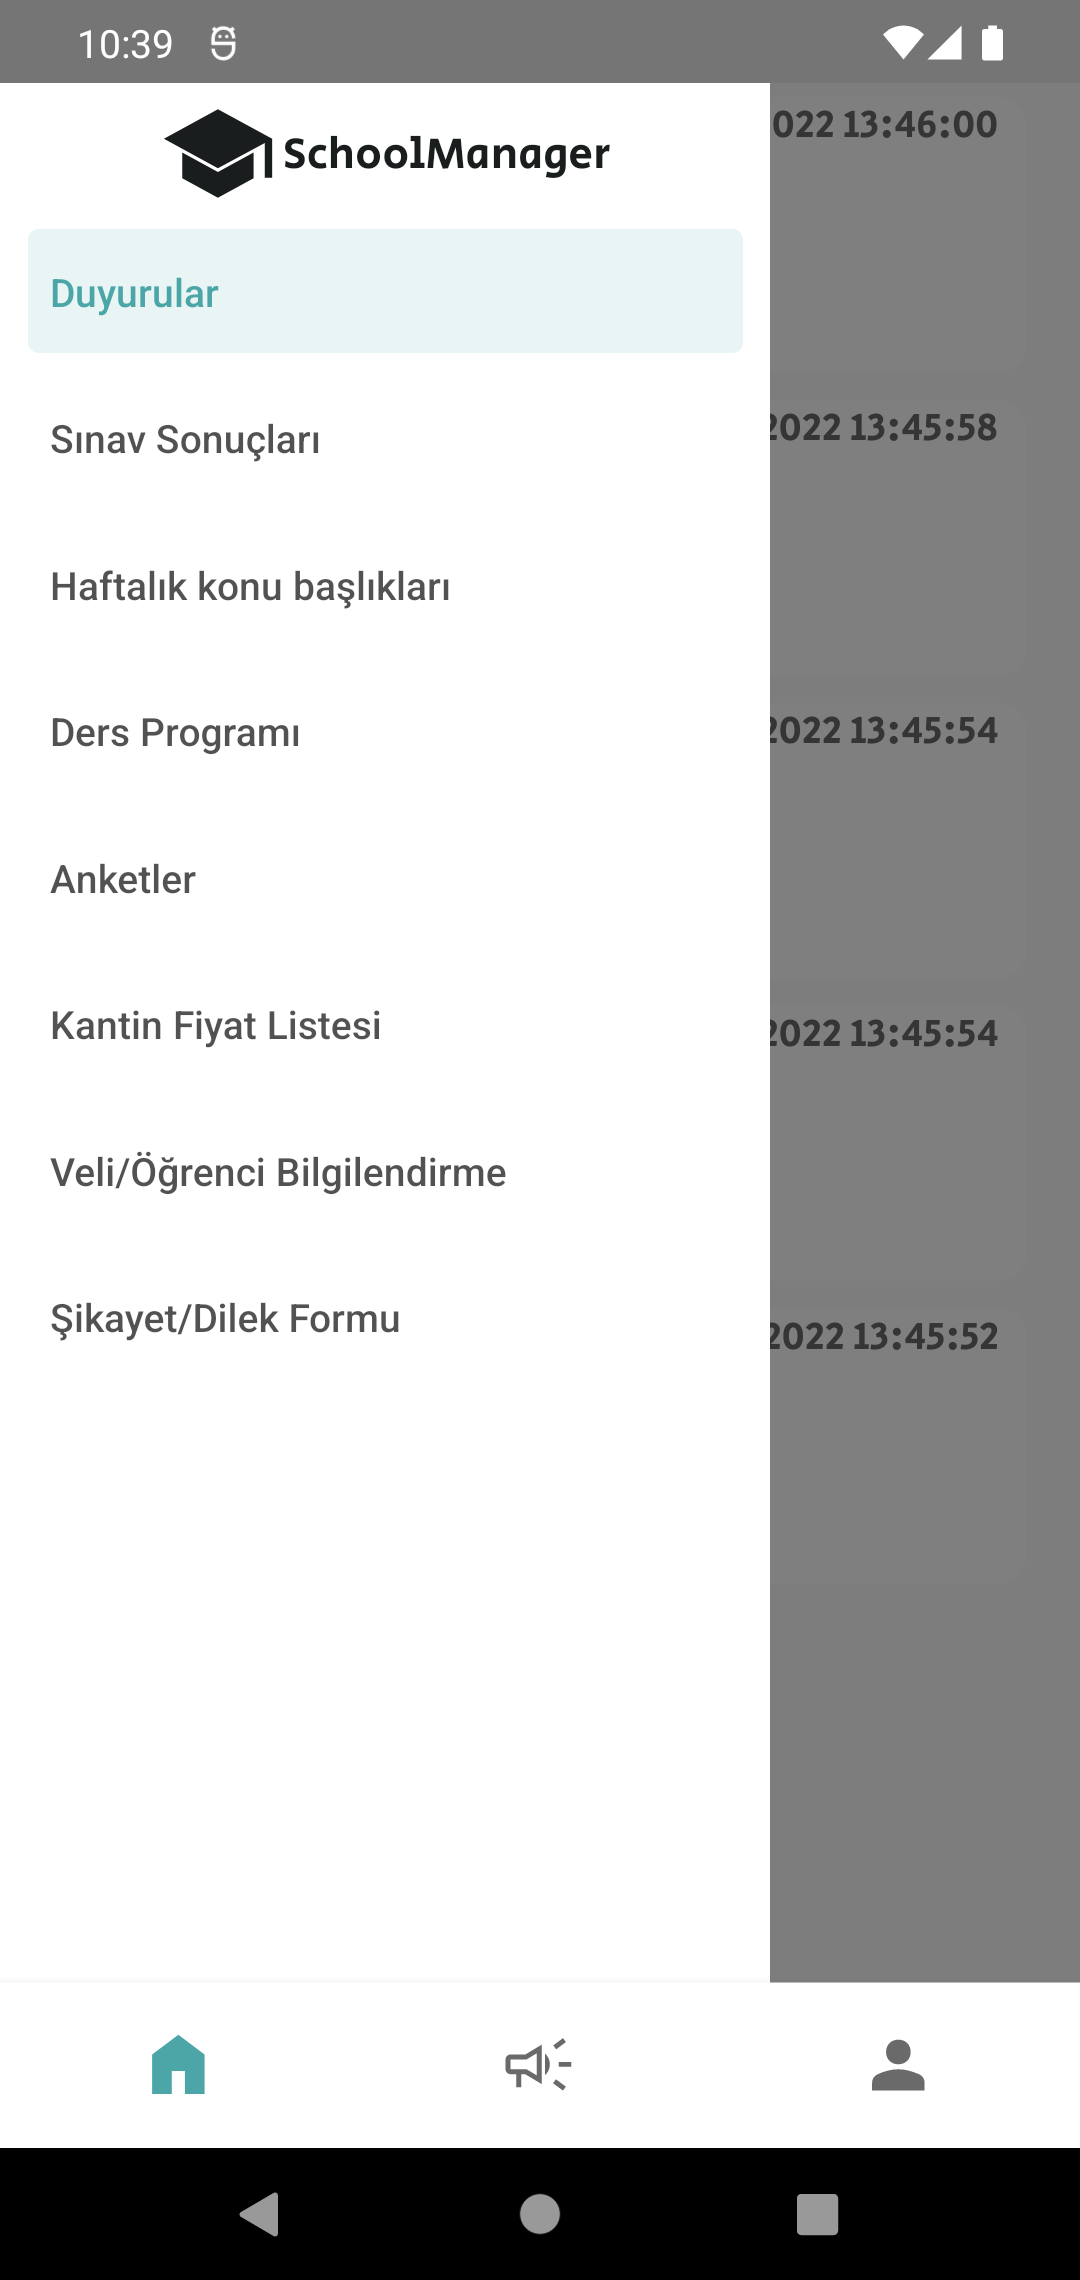 10:39
SchoolManager
Duyurular
Sınav Sonuçları
Haftalık konu başlıkları
Ders Programı
Anketler
Kantin Fiyat Listesi
Veli/Öğrenci Bilgilendirme
Şikayet/Dilek Formu
022 13:46:00
2022 13:45:58
2022 13:45:54
2022 13:45:54
2022 13:45:52